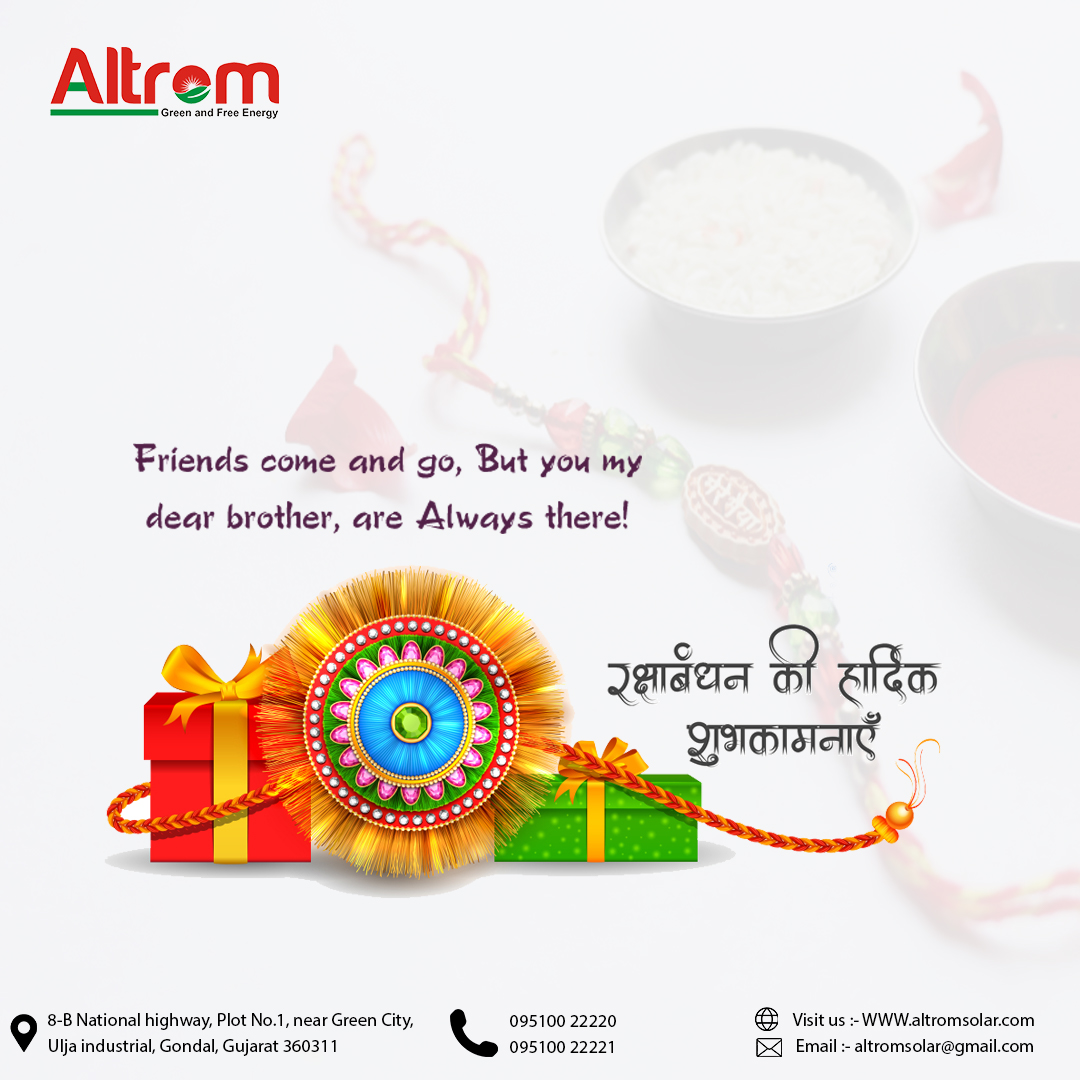 Altrom
Green and Free Energy
Friends come and go, But you my
dear brother, are Always there!
रक्षाबंधन की हार्दिक
शुभकामनाएँ
8-B National highway, Plot No.1, near Green City,
Ulja industrial, Gondal, Gujarat 360311
095100 22220
095100 22221
Visit us :- WWW.altromsolar.com
Email :- altromsolar@gmail.com